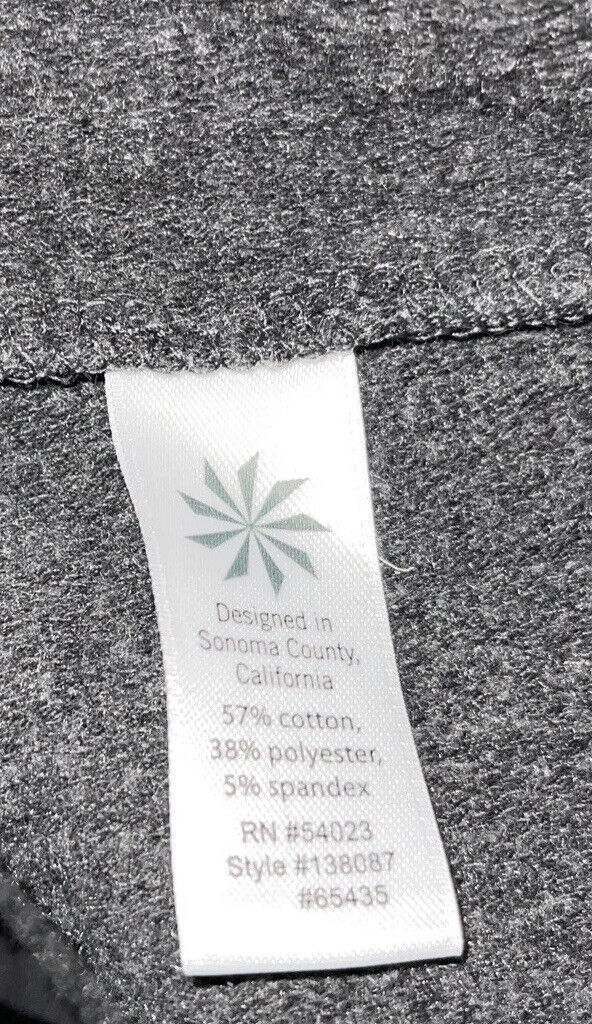 Designed in
Sonoma County,
California
57% cotton,
38% polyester,
5% spandex
RN #54023
Style #138087
#65435